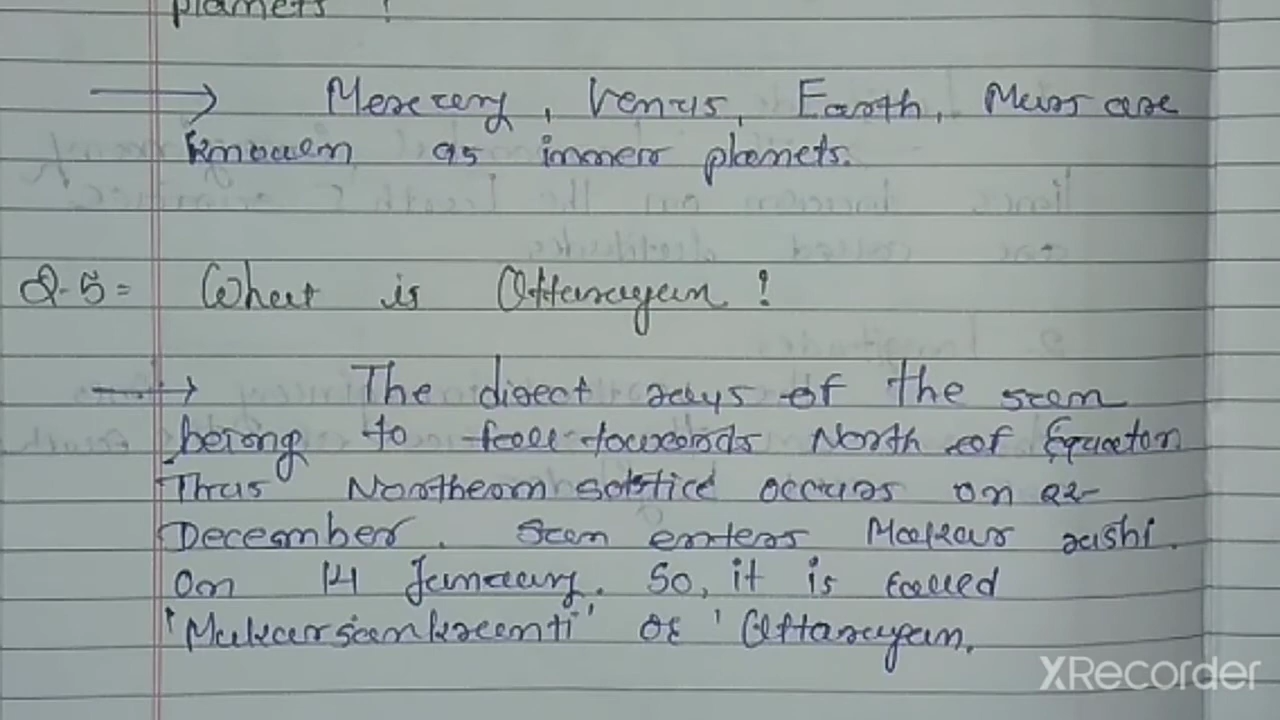 planets ?
Mercury, Venus, Earth, Mars are
known as inner planets.
Q-5= What is Uttarayan ?
The direct rays of the sun
being to fall towards North of Equator
Thus Northern solstice occurs on 22
December. Sun enters Makar rashi.
on 14 January. So, it is called
'Makarsankranti' or 'Uttarayan.
XRecorder